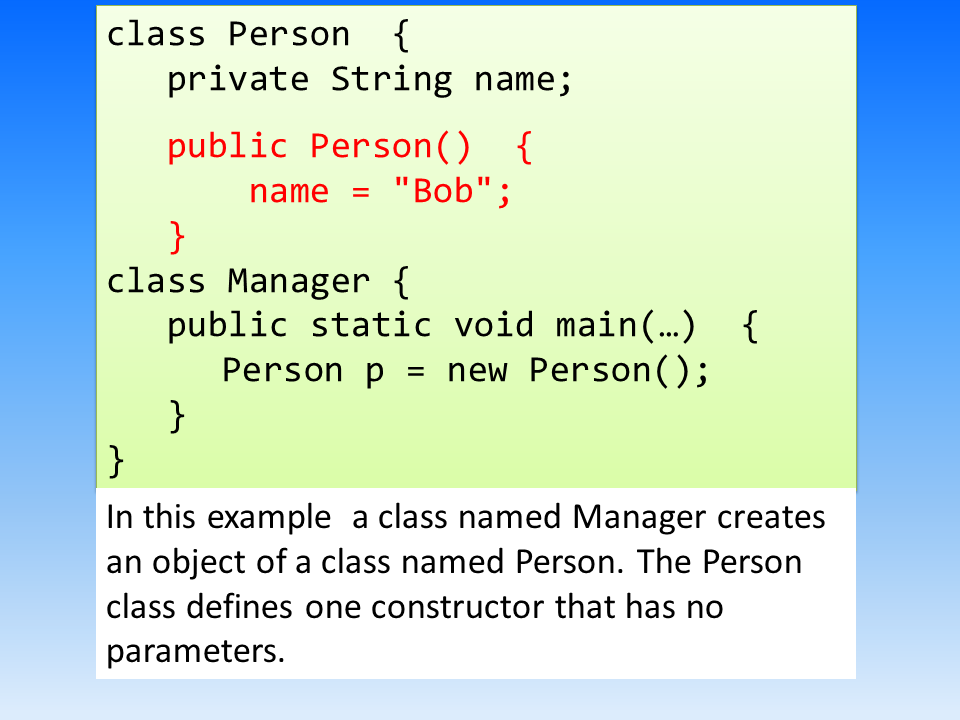 class Person  {
   private String name;
   public Person()  {
       name = "Bob";
   }
class Manager {
   public static void main(…)  {
      Person p = new Person();
   }
}
In this example  a class named Manager creates
an object of a class named Person.  The Person
class defines one constructor that has no
parameters.